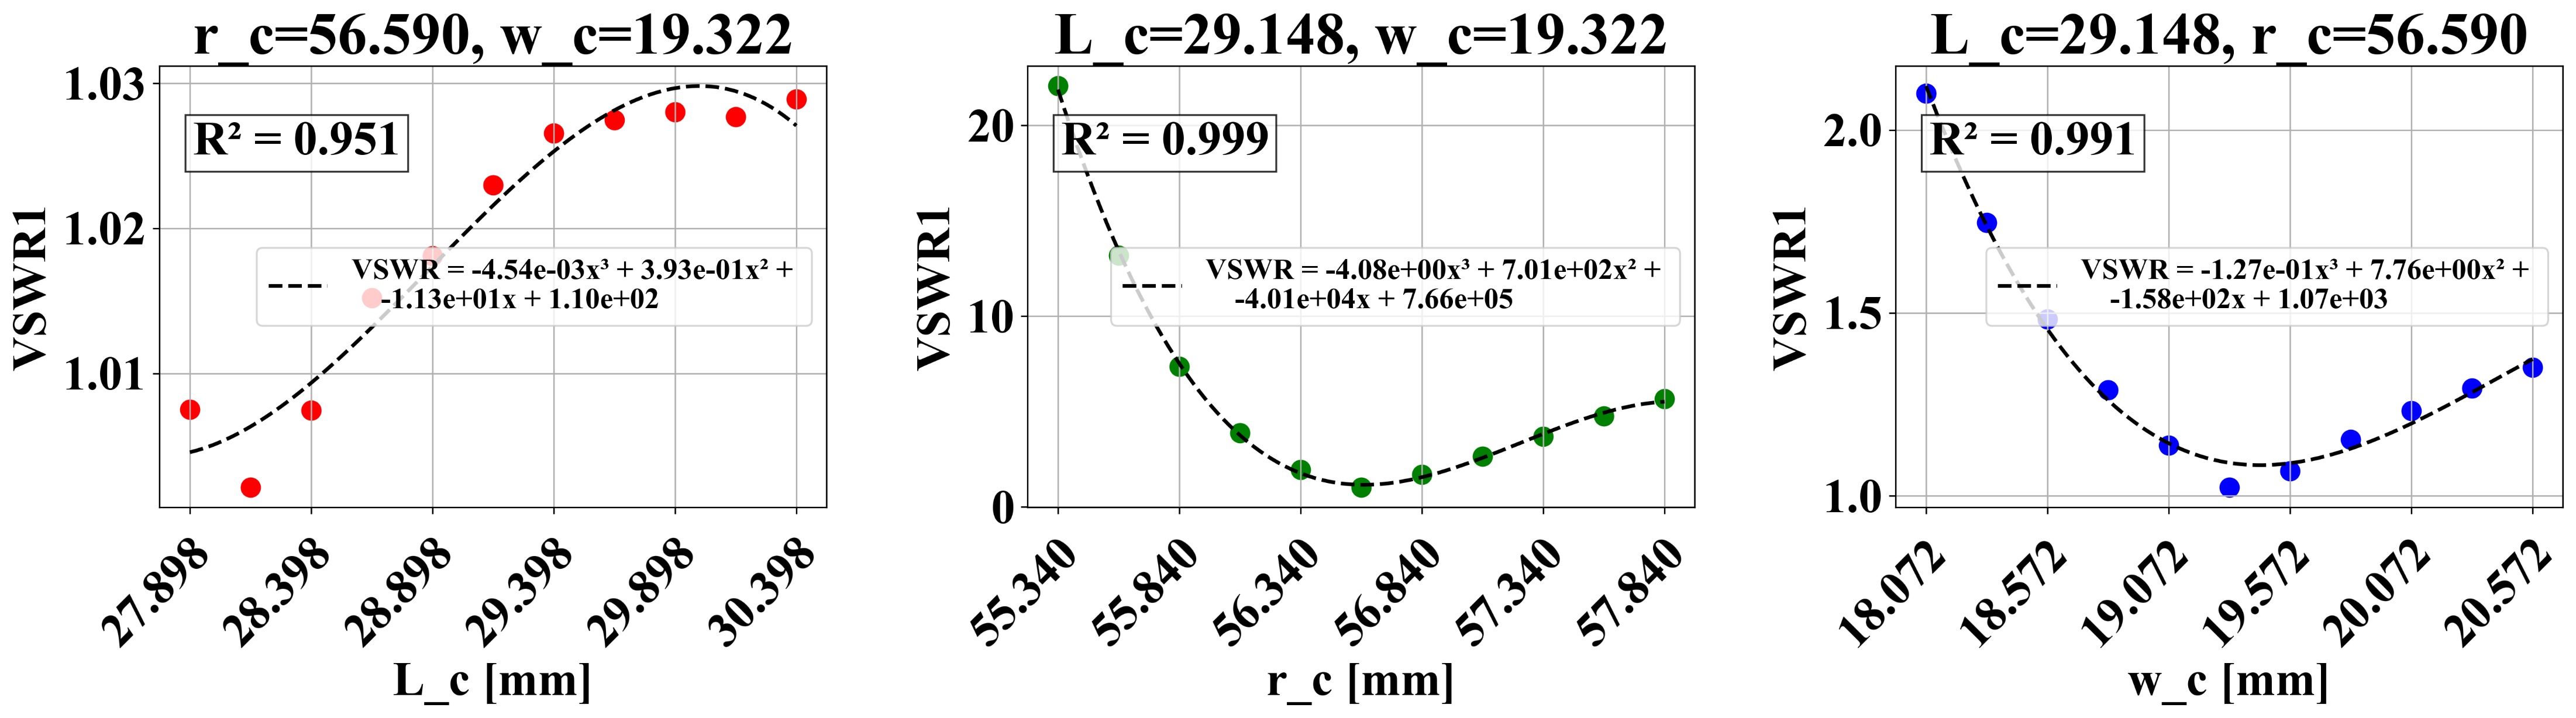 r_c=56.590, w_c=19.322
VSWR1
1.03
1.02
1.01
R² = 0.951
VSWR = -4.54e-03x³ + 3.93e-01x² +
-1.13e+01x + 1.10e+02
27.898
28.398
28.898
29.398
29.898
30.398
L_c [mm]
L_c=29.148, w_c=19.322
VSWR1
20
10
0
R² = 0.999
VSWR = -4.08e+00x³ + 7.01e+02x² +
-4.01e+04x + 7.66e+05
55.340
55.840
56.340
56.840
57.340
57.840
r_c [mm]
L_c=29.148, r_c=56.590
VSWR1
2.0
1.5
1.0
R² = 0.991
VSWR = -1.27e-01x³ + 7.76e+00x² +
-1.58e+02x + 1.07e+03
18.072
18.572
19.072
19.572
20.072
20.572
w_c [mm]